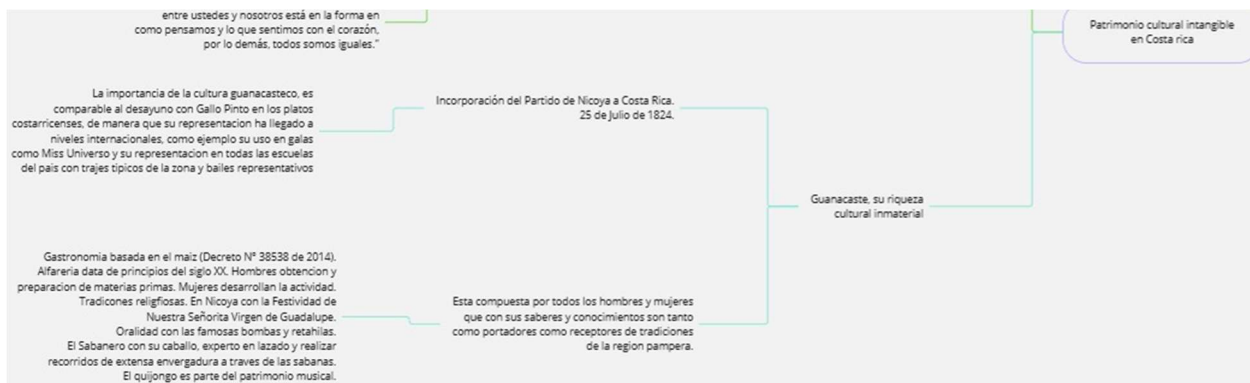 entre ustedes y nosotros está en la forma en
como pensamos y lo que sentimos con el corazón,
por lo demás, todos somos iguales."
Patrimonio cultural intangible
en Costa rica
La importancia de la cultura guanacasteco, es
comparable al desayuno con Gallo Pinto en los platos
costarricenses, de manera que su representacion ha llegado a
niveles internacionales, como ejemplo su uso en galas
como Miss Universo y su representacion en todas las escuelas
del pais con trajes tipicos de la zona y bailes representativos
Incorporación del Partido de Nicoya a Costa Rica.
25 de Julio de 1824.
Guanacaste, su riqueza
cultural inmaterial
Gastronomia basada en el maiz (Decreto N° 38538 de 2014).
Alfareria data de principios del siglo XX. Hombres obtencion y
preparacion de materias primas. Mujeres desarrollan la actividad.
Tradicones religfiosas. En Nicoya con la Festividad de
Nuestra Señorita Virgen de Guadalupe.
Oralidad con las famosas bombas y retahilas.
El Sabanero con su caballo, experto en lazado y realizar
recorridos de extensa envergadura a traves de las sabanas.
El quijongo es parte del patrimonio musical.
Esta compuesta por todos los hombres y mujeres
que con sus saberes y conocimientos son tanto
como portadores como receptores de tradiciones
de la region pampera.